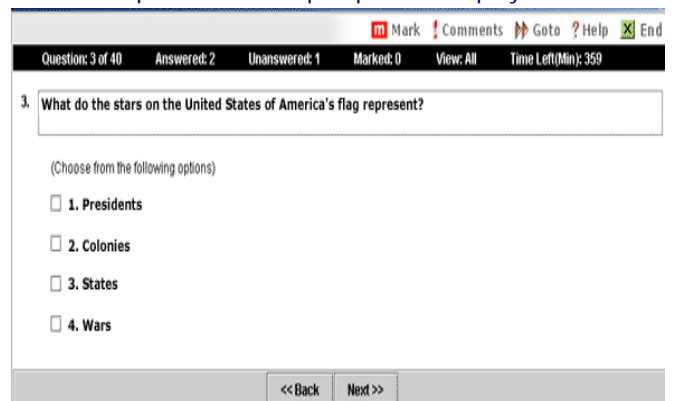 m Mark ! Comments Goto ? Help X End
Question: 3 of 40 Answered: 2 Unanswered: 1 Marked: 0 View: All Time Left(Min): 359
3. What do the stars on the United States of America's flag represent?
(Choose from the following options)
1. Presidents
2. Colonies
3. States
4. Wars
<< Back Next >>